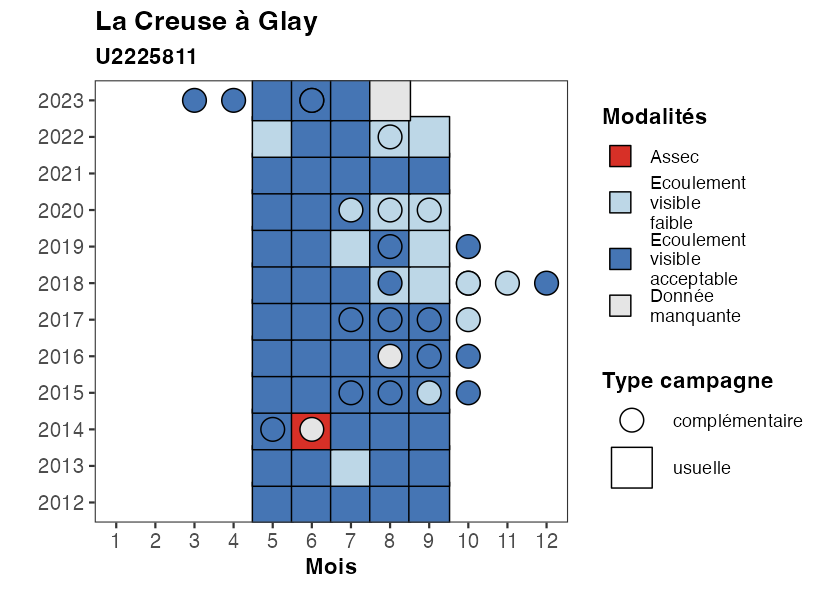 La Creuse à Glay
U2225811
2023
2022
2021
2020
2019
2018
2017
2016
2015
2014
2013
2012
1 2 3 4 5 6 7 8 9 10 11 12
Mois
Modalités
Assec
Ecoulement
visible
faible
Ecoulement
visible
acceptable
Donnée
manquante
Type campagne
complémentaire
usuelle